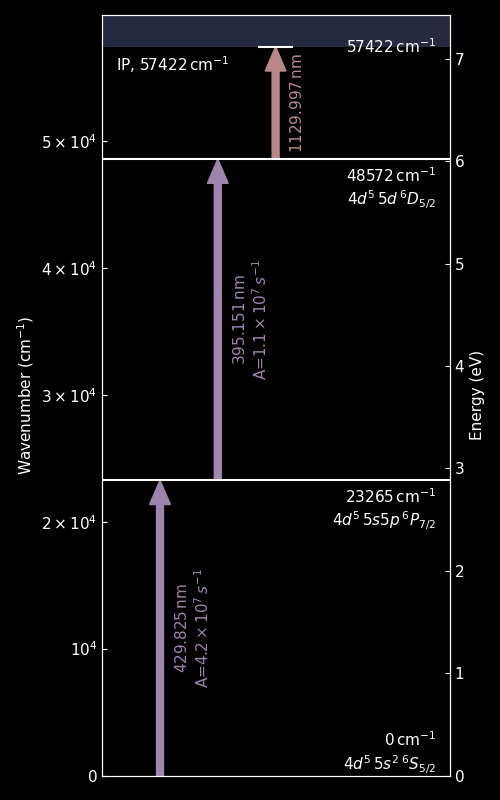 57422 cm⁻¹
IP, 57422 cm⁻¹
1129.997 nm
48572 cm⁻¹
4d⁵ 5d ⁶D₅/₂
395.151 nm
A=1.1 × 10⁷ s⁻¹
23265 cm⁻¹
4d⁵ 5s5p ⁶P₇/₂
429.825 nm
A=4.2 × 10⁷ s⁻¹
0 cm⁻¹
4d⁵ 5s² ⁶S₅/₂
Wavenumber (cm⁻¹)
5 × 10⁴
4 × 10⁴
3 × 10⁴
2 × 10⁴
10⁴
0
Energy (eV)
7
6
5
4
3
2
1
0